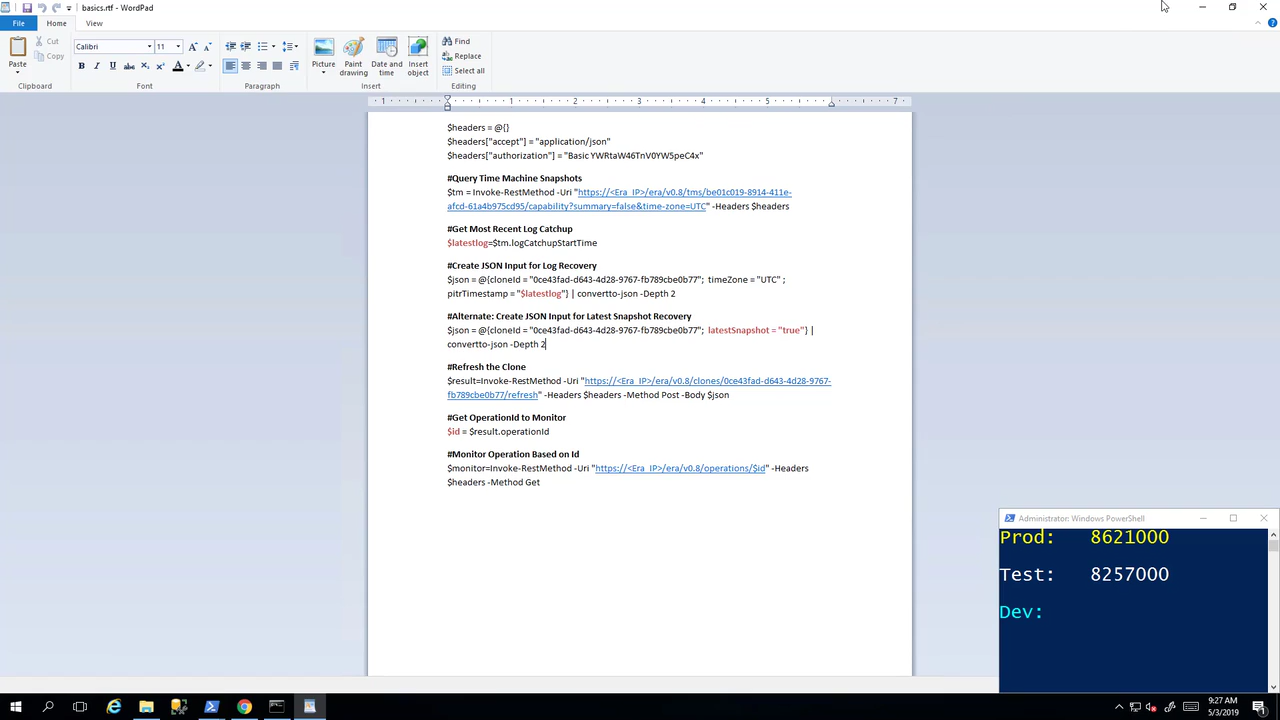 basics.rtf - WordPad
File
Home
View
Paste
Cut
Copy
Clipboard
Calibri
11
Font
Paragraph
Picture
Paint drawing
Date and time
Insert object
Insert
Find
Replace
Select all
Editing
1 1 2 3 4 5 7
$headers = @{}
$headers["accept"] = "application/json"
$headers["authorization"] = "Basic YWRtaW46TnV0YW5peC4x"
#Query Time Machine Snapshots
$tm = Invoke-RestMethod -Uri "https://<Era_IP>/era/v0.8/tms/be01c019-8914-411e-
afcd-61a4b975cd95/capability?summary=false&time-zone=UTC" -Headers $headers
#Get Most Recent Log Catchup
$latestlog=$tm.logCatchupStartTime
#Create JSON Input for Log Recovery
$json = @{cloneId = "0ce43fad-d643-4d28-9767-fb789cbe0b77"; timeZone = "UTC" ;
pitrTimestamp = "$latestlog"} | convertto-json -Depth 2
#Alternate: Create JSON Input for Latest Snapshot Recovery
$json = @{cloneId = "0ce43fad-d643-4d28-9767-fb789cbe0b77"; latestSnapshot = "true"} |
convertto-json -Depth 2
#Refresh the Clone
$result=Invoke-RestMethod -Uri "https://<Era_IP>/era/v0.8/clones/0ce43fad-d643-4d28-9767-
fb789cbe0b77/refresh" -Headers $headers -Method Post -Body $json
#Get OperationId to Monitor
$id = $result.operationId
#Monitor Operation Based on Id
$monitor=Invoke-RestMethod -Uri "https://<Era_IP>/era/v0.8/operations/$id" -Headers
$headers -Method Get
Administrator: Windows PowerShell
Prod: 8621000
Test: 8257000
Dev:
9:27 AM
5/3/2019